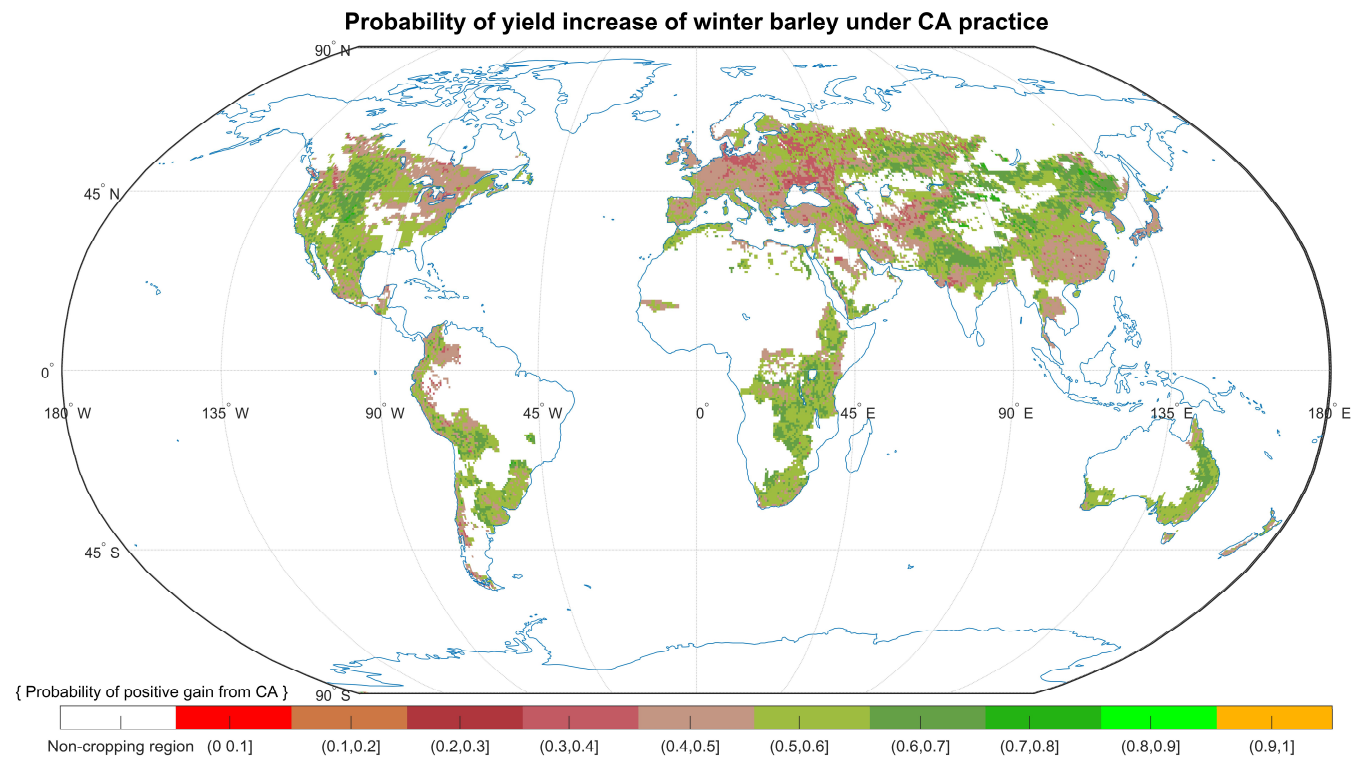 Probability of yield increase of winter barley under CA practice
90° N
45° N
0°
180° W 135° W 90° W 45° W 0° 45° E 90° E 135° E 180° E
45° S
{ Probability of positive gain from CA } 90° S
Non-cropping region (0 0.1] (0.1,0.2] (0.2,0.3] (0.3,0.4] (0.4,0.5] (0.5,0.6] (0.6,0.7] (0.7,0.8] (0.8,0.9] (0.9,1]